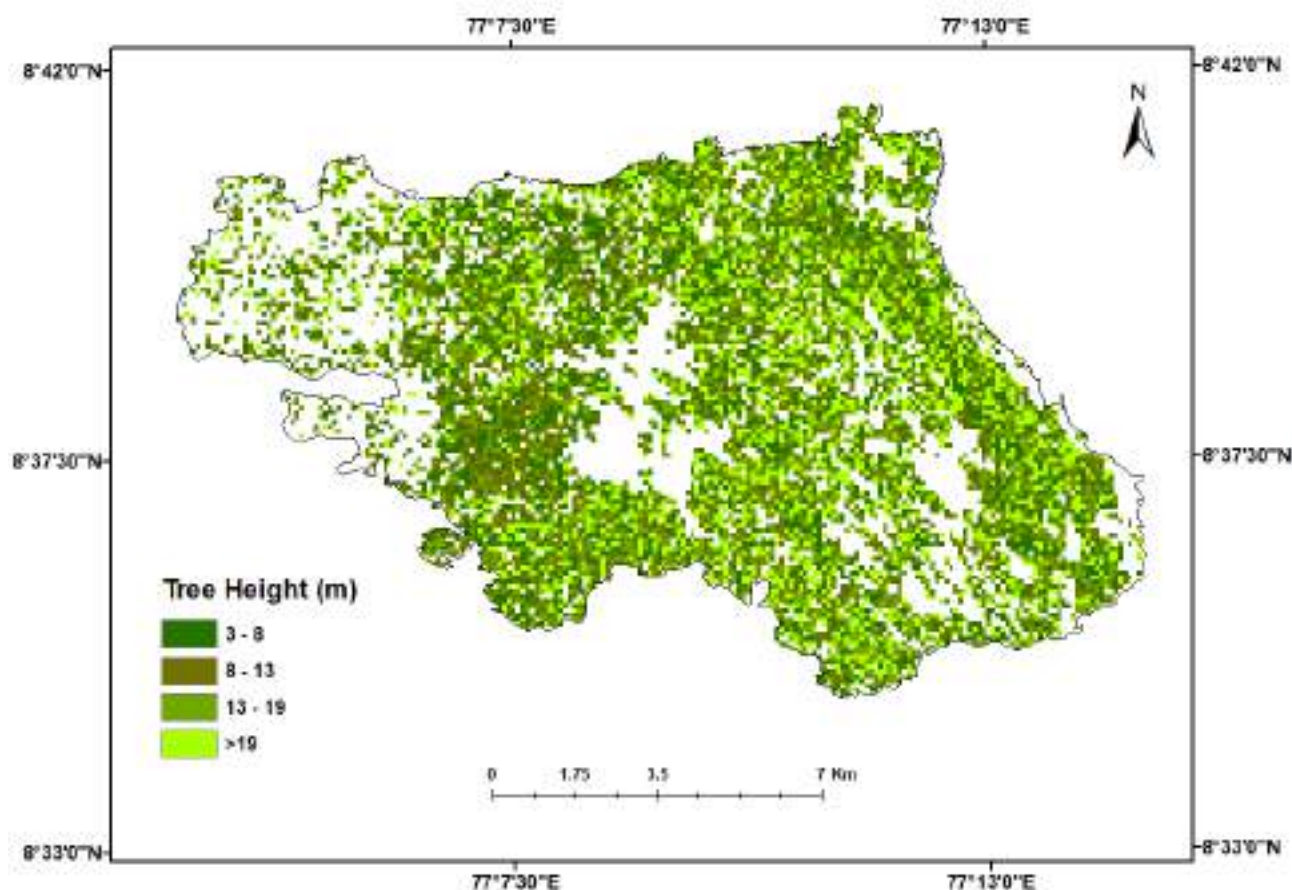 77°7'30"E 77°13'0"E
8°42'0"N 8°42'0"N
N
8°37'30"N 8°37'30"N
Tree Height (m)
3 - 8
8 - 13
13 - 19
>19
0 1.75 3.5 7 Km
8°33'0"N 8°33'0"N
77°7'30"E 77°13'0"E